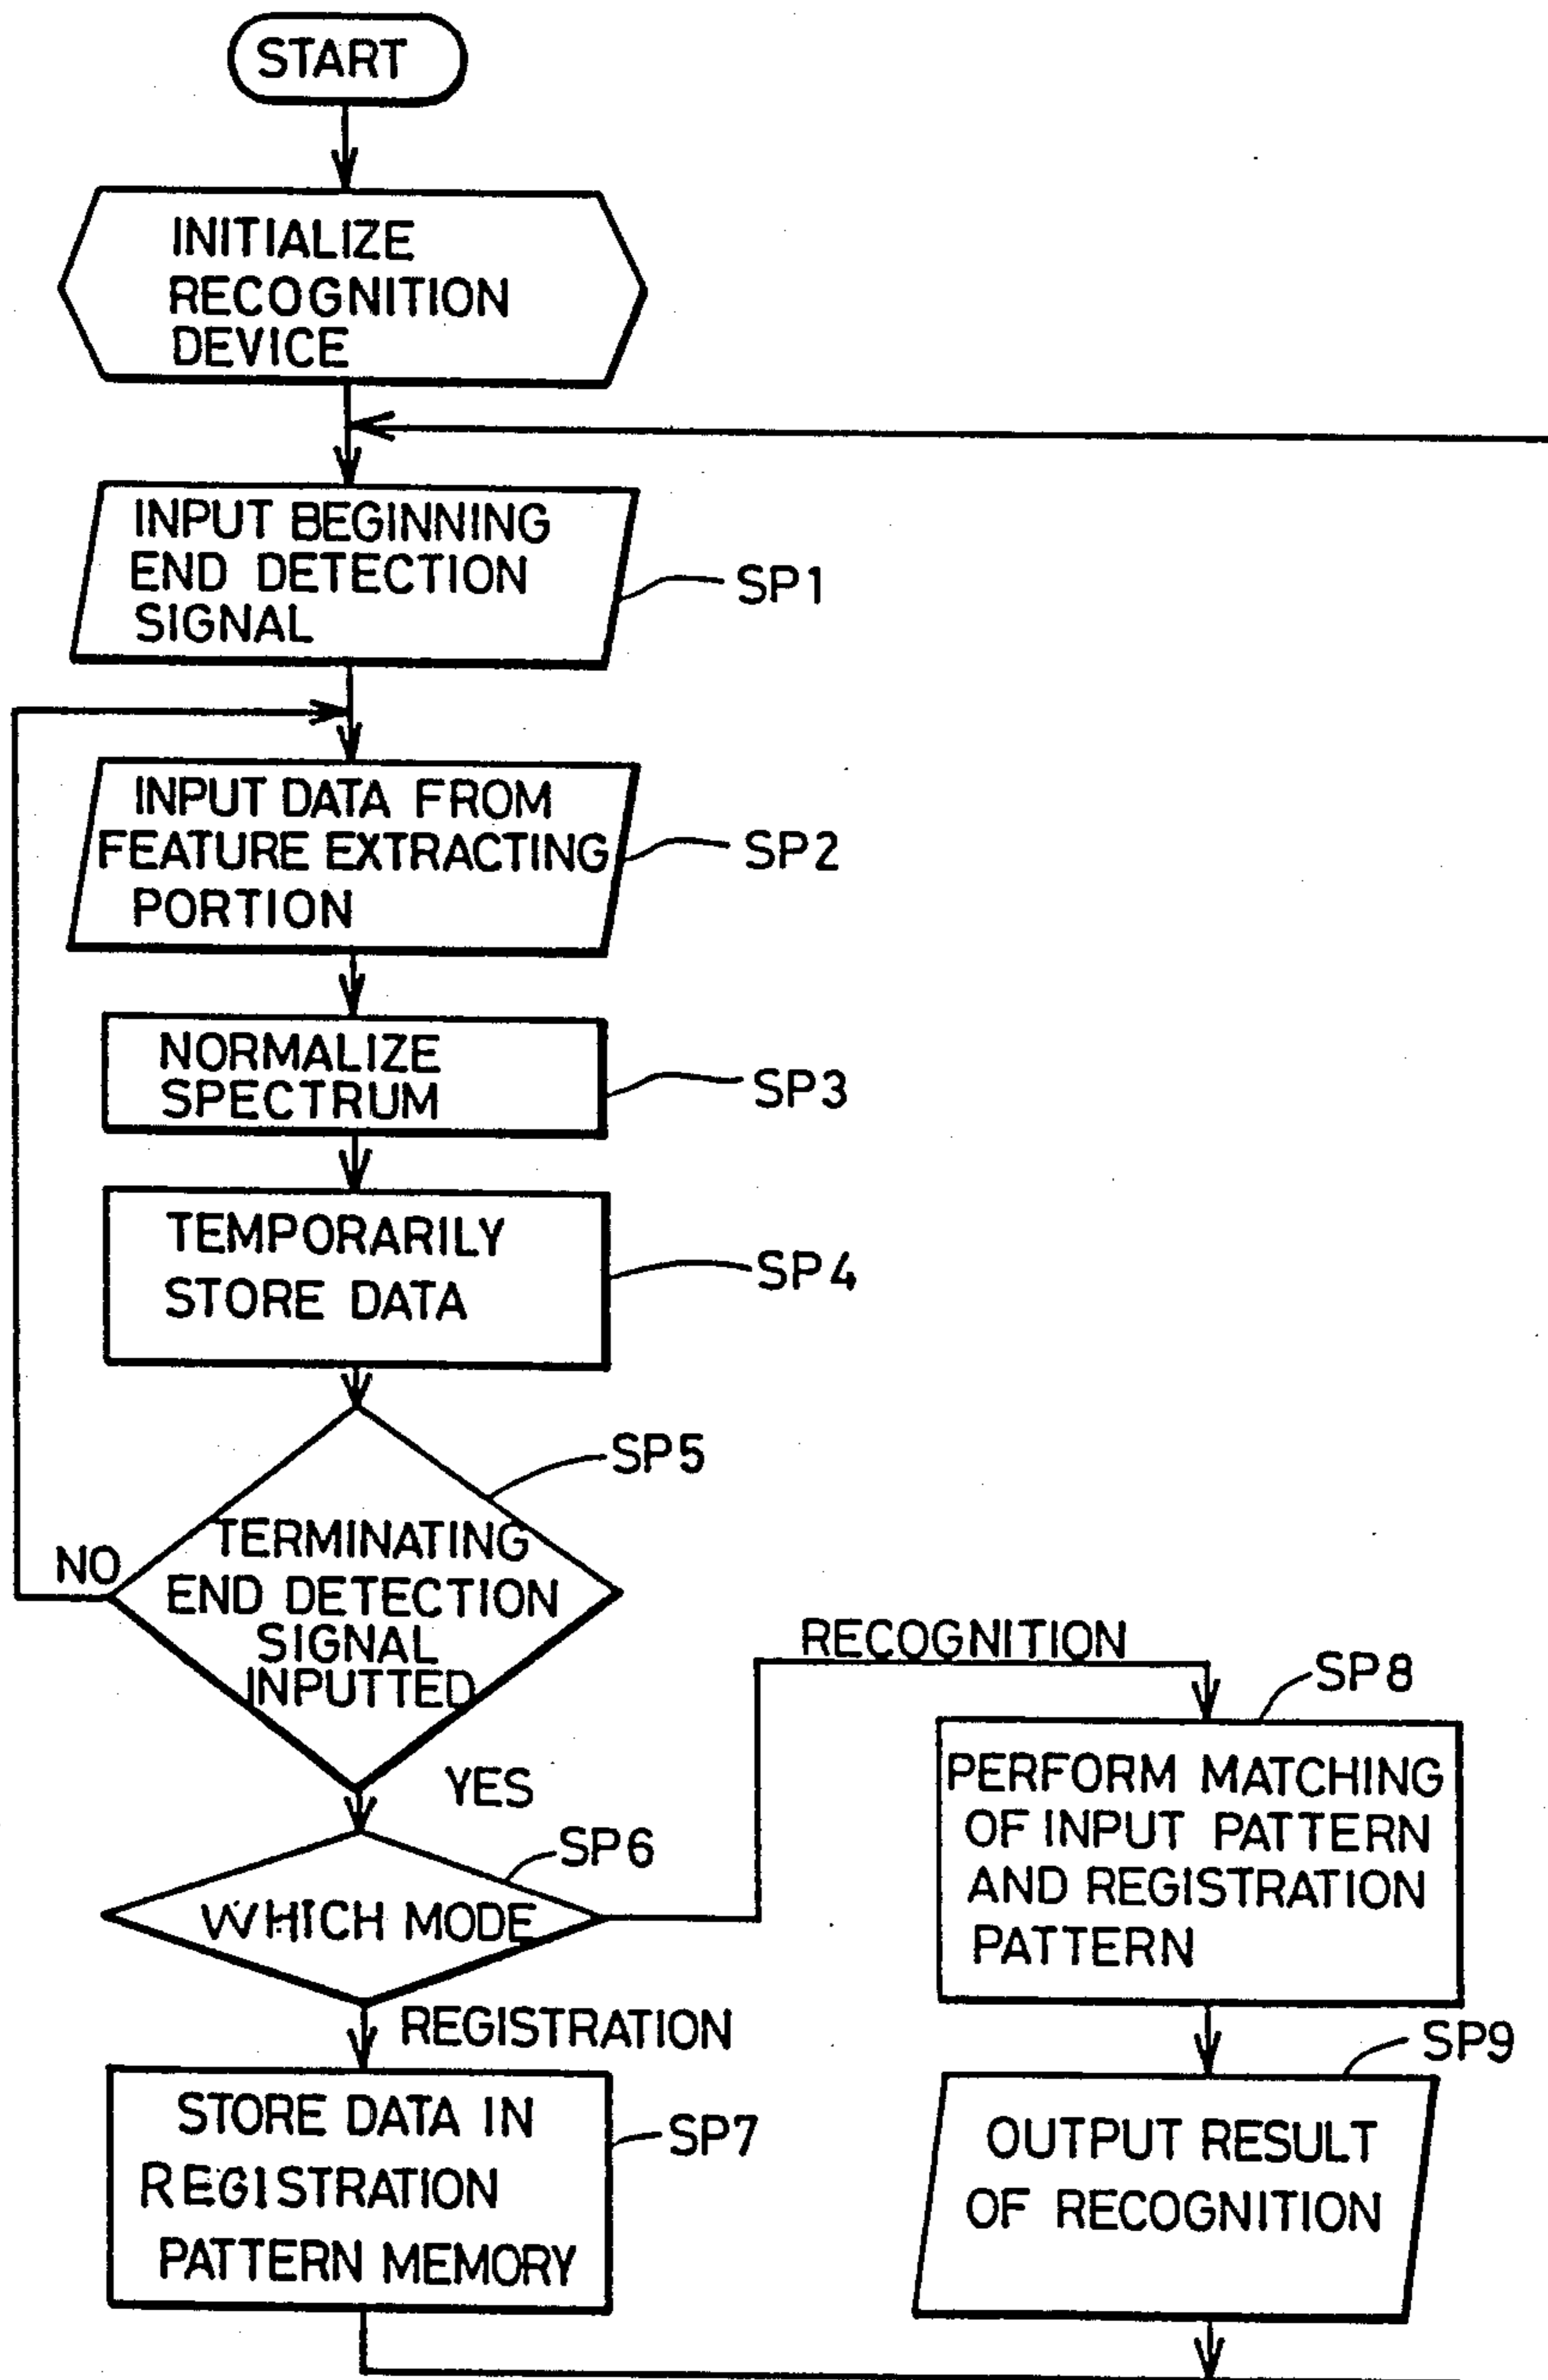 START
INITIALIZE
RECOGNITION
DEVICE
INPUT BEGINNING
END DETECTION
SIGNAL
SP1
INPUT DATA FROM
FEATURE EXTRACTING
PORTION
SP2
NORMALIZE
SPECTRUM
SP3
TEMPORARILY
STORE DATA
SP4
SP5
TERMINATING
END DETECTION
SIGNAL
INPUTTED
NO
YES
SP6
WHICH MODE
RECOGNITION
REGISTRATION
STORE DATA IN
REGISTRATION
PATTERN MEMORY
SP7
SP8
PERFORM MATCHING
OF INPUT PATTERN
AND REGISTRATION
PATTERN
SP9
OUTPUT RESULT
OF RECOGNITION